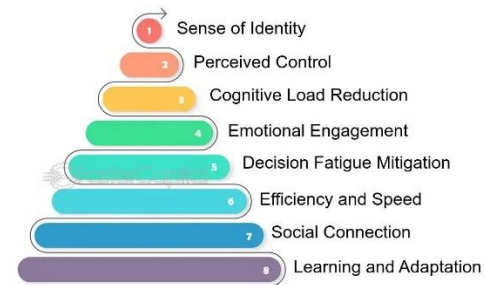 1 Sense of Identity
2 Perceived Control
3 Cognitive Load Reduction
4 Emotional Engagement
5 Decision Fatigue Mitigation
6 Efficiency and Speed
7 Social Connection
8 Learning and Adaptation